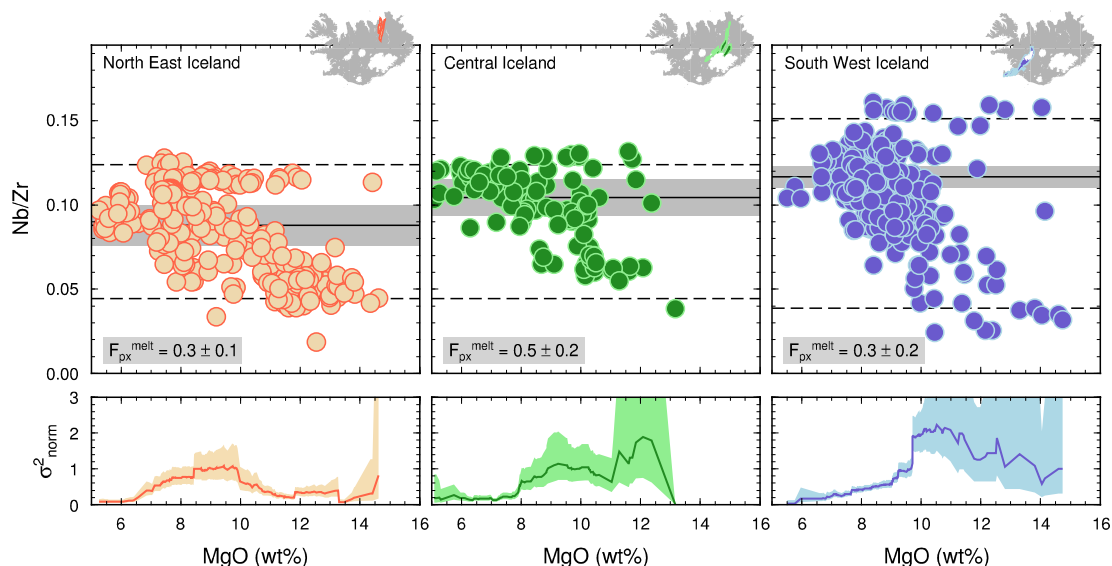 North East Iceland
Central Iceland
South West Iceland
Nb/Zr
0.15
0.10
0.05
0.00
F_px^melt = 0.3 ± 0.1
F_px^melt = 0.5 ± 0.2
F_px^melt = 0.3 ± 0.2
σ²norm
3
2
1
0
6 8 10 12 14 16
6 8 10 12 14 16
6 8 10 12 14 16
MgO (wt%)
MgO (wt%)
MgO (wt%)